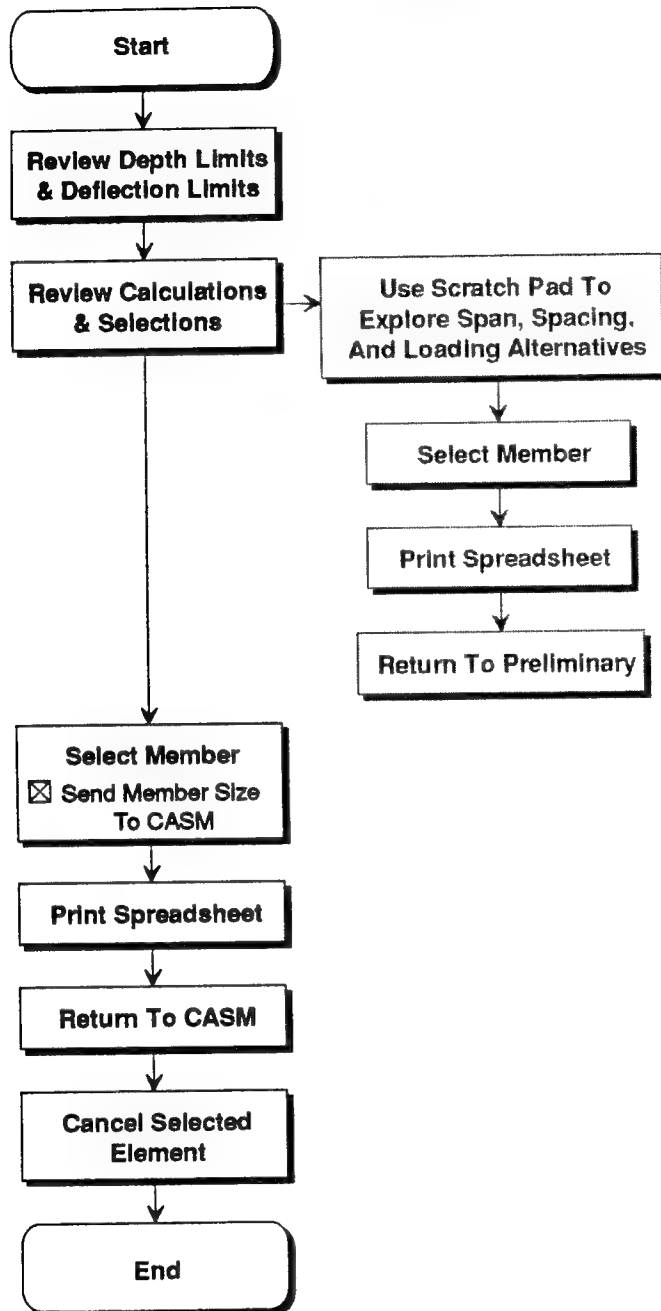 Start
Review Depth Limits
& Deflection Limits
Review Calculations
& Selections
Use Scratch Pad To
Explore Span, Spacing,
And Loading Alternatives
Select Member
Print Spreadsheet
Return To Preliminary
Select Member
☒ Send Member Size
To CASM
Print Spreadsheet
Return To CASM
Cancel Selected
Element
End